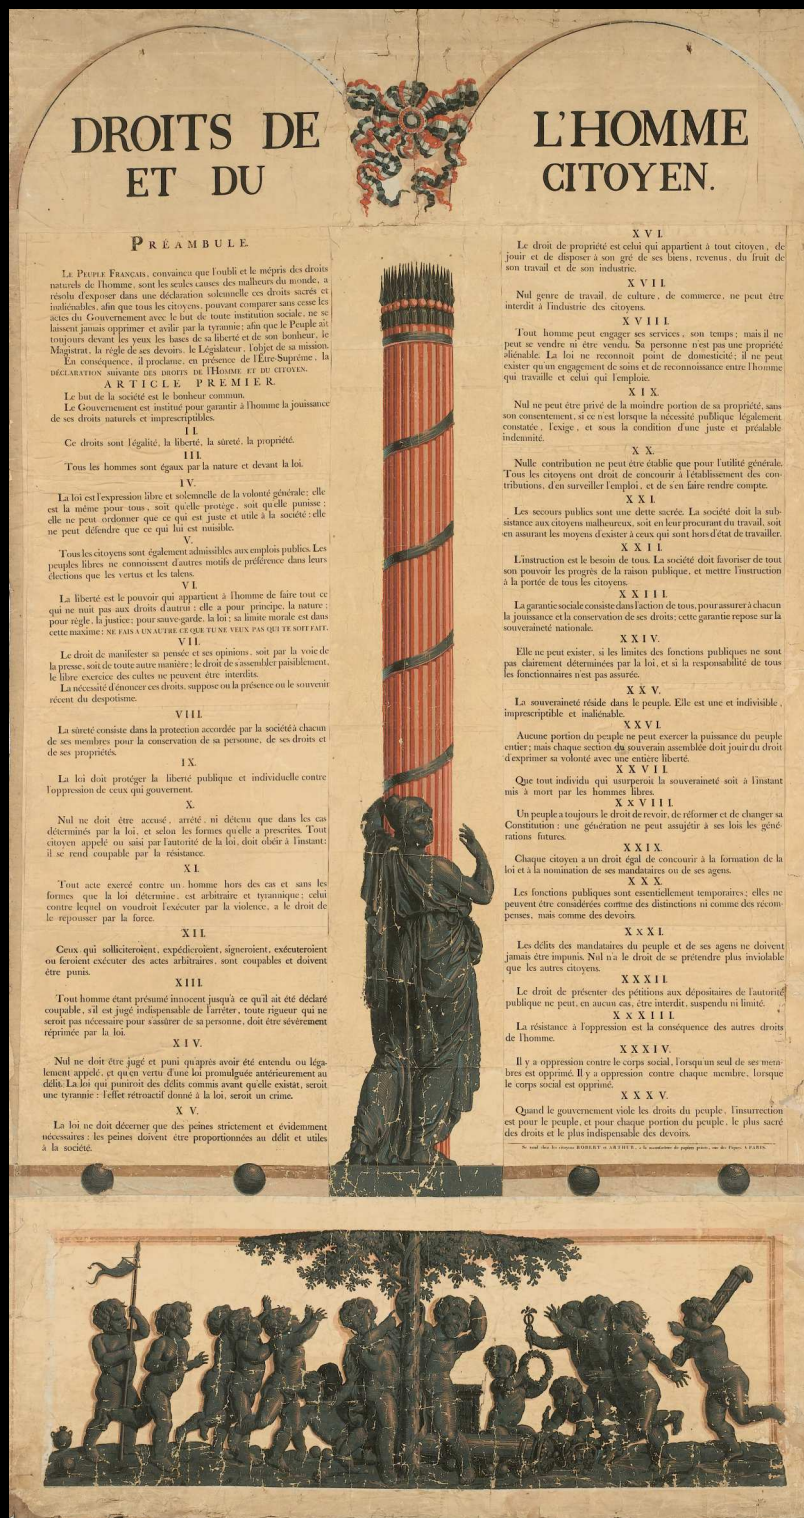 DROITS DE L'HOMME
ET DU CITOYEN.
PRÉAMBULE.
LE PEUPLE FRANÇAIS, convaincu que l'oubli et le mépris des droits
naturels de l'homme, sont les seules causes des malheurs du monde, a
résolu d'exposer dans une déclaration solennelle ces droits sacrés et
inaliénables, afin que tous les citoyens, pouvant comparer sans cesse les
actes du Gouvernement avec le but de toute institution sociale, ne se
laissent jamais opprimer et avilir par la tyrannie; afin que le Peuple ait
toujours devant les yeux les bases de sa liberté et de son bonheur, le
Magistrat, la règle de ses devoirs, le Législateur, l'objet de sa mission.
En conséquence, il proclame, en présence de l'Être-Suprême, la
DÉCLARATION suivante DES DROITS DE L'HOMME ET DU CITOYEN.
ARTICLE PREMIER.
Le but de la société est le bonheur commun.
Le Gouvernement est institué pour garantir à l'homme la jouissance
de ses droits naturels et imprescriptibles.
II.
Ce droits sont l'égalité, la liberté, la sûreté, la propriété.
III.
Tous les hommes sont égaux par la nature et devant la loi.
IV.
La loi est l'expression libre et solennelle de la volonté générale; elle
est la même pour tous, soit qu'elle protège, soit qu'elle punisse;
elle ne peut ordonner que ce qui est juste et utile à la société; elle
ne peut défendre que ce qui lui est nuisible.
V.
Tous les citoyens sont également admissibles aux emplois publics. Les
peuples libres ne connoissent d'autres motifs de préférence dans leurs
élections que les vertus et les talens.
VI.
La liberté est le pouvoir qui appartient à l'homme de faire tout ce
qui ne nuit pas aux droits d'autrui: elle a pour principe, la nature;
pour règle, la justice; pour sauve-garde, la loi; sa limite morale est dans
cette maxime: NE FAIS A UN AUTRE CE QUE TU NE VEUX PAS QUI TE SOIT FAIT.
VII.
Le droit de manifester sa pensée et ses opinions, soit par la voie de
la presse, soit de toute autre manière; le droit de s'assembler paisiblement,
le libre exercice des cultes ne peuvent être interdits.
La nécessité d'énoncer ces droits, suppose ou la présence ou le souvenir
récent du despotisme.
VIII.
La sûreté consiste dans la protection accordée par la société à chacun
de ses membres pour la conservation de sa personne, de ses droits et
de ses propriétés.
IX.
La loi doit protéger la liberté publique et individuelle contre
l'oppression de ceux qui gouvernent.
X.
Nul ne doit être accusé, arrêté, ni détenu que dans les cas
déterminés par la loi, et selon les formes qu'elle a prescrites. Tout
citoyen appelé ou saisi par l'autorité de la loi, doit obéir à l'instant;
il se rend coupable par la résistance.
XI.
Tout acte exercé contre un homme hors des cas et sans les
formes que la loi détermine, est arbitraire et tyrannique; celui
contre lequel on voudroit l'exécuter par la violence, a le droit de
le repousser par la force.
XII.
Ceux qui solliciteroient, expédieroient, signeroient, exécuteroient
ou feroient exécuter des actes arbitraires, sont coupables et doivent
être punis.
XIII.
Tout homme étant présumé innocent jusqu'à ce qu'il ait été déclaré
coupable, s'il est jugé indispensable de l'arrêter, toute rigueur qui ne
seroit pas nécessaire pour s'assurer de sa personne, doit être sévèrement
réprimée par la loi.
XIV.
Nul ne doit être jugé et puni qu'après avoir été entendu ou léga-
lement appelé, et qu'en vertu d'une loi promulguée antérieurement au
délit. La loi qui puniroit des délits commis avant qu'elle existât, seroit
une tyrannie: l'effet rétroactif donné à la loi, seroit un crime.
XV.
La loi ne doit décerner que des peines strictement et évidemment
nécessaires: les peines doivent être proportionnées au délit et utiles
à la société.
XVI.
Le droit de propriété est celui qui appartient à tout citoyen, de
jouir et de disposer à son gré de ses biens, revenus, du fruit de
son travail et de son industrie.
XVII.
Nul genre de travail, de culture, de commerce, ne peut être
interdit à l'industrie des citoyens.
XVIII.
Tout homme peut engager ses services, son temps; mais il ne
peut se vendre ni être vendu. Sa personne n'est pas une propriété
aliénable. La loi ne reconnoît point de domesticité; il ne peut
exister qu'un engagement de soins et de reconnoissance entre l'homme
qui travaille et celui qui l'emploie.
XIX.
Nul ne peut être privé de la moindre portion de sa propriété, sans
son consentement, si ce n'est lorsque la nécessité publique légalement
constatée, l'exige, et sous la condition d'une juste et préalable
indemnité.
XX.
Nulle contribution ne peut être établie que pour l'utilité générale.
Tous les citoyens ont droit de concourir à l'établissement des con-
tributions, d'en surveiller l'emploi, et de s'en faire rendre compte.
XXI.
Les secours publics sont une dette sacrée. La société doit la sub-
sistance aux citoyens malheureux, soit en leur procurant du travail, soit
en assurant les moyens d'exister à ceux qui sont hors d'état de travailler.
XXII.
L'instruction est le besoin de tous. La société doit favoriser de tout
son pouvoir les progrès de la raison publique, et mettre l'instruction
à la portée de tous les citoyens.
XXIII.
La garantie sociale consiste dans l'action de tous, pour assurer à chacun
la jouissance et la conservation de ses droits; cette garantie repose sur la
souveraineté nationale.
XXIV.
Elle ne peut exister, si les limites des fonctions publiques ne sont
pas clairement déterminées par la loi, et si la responsabilité de tous
les fonctionnaires n'est pas assurée.
XXV.
La souveraineté réside dans le peuple. Elle est une et indivisible,
imprescriptible et inaliénable.
XXVI.
Aucune portion du peuple ne peut exercer la puissance du peuple
entier; mais chaque section du souverain assemblée doit jouir du droit
d'exprimer sa volonté avec une entière liberté.
XXVII.
Que tout individu qui usurperoit la souveraineté soit à l'instant
mis à mort par les hommes libres.
XXVIII.
Un peuple a toujours le droit de revoir, de réformer et de changer sa
Constitution: une génération ne peut assujétir à ses lois les géné-
rations futures.
XXIX.
Chaque citoyen a un droit égal de concourir à la formation de la
loi et à la nomination de ses mandataires ou de ses agens.
XXX.
Les fonctions publiques sont essentiellement temporaires; elles ne
peuvent être considérées comme des distinctions ni comme des récom-
penses, mais comme des devoirs.
XXXI.
Les délits des mandataires du peuple et de ses agens ne doivent
jamais être impunis. Nul n'a le droit de se prétendre plus inviolable
que les autres citoyens.
XXXII.
Le droit de présenter des pétitions aux dépositaires de l'autorité
publique ne peut, en aucun cas, être interdit, suspendu ni limité.
XXXIII.
La résistance à l'oppression est la conséquence des autres droits
de l'homme.
XXXIV.
Il y a oppression contre le corps social, lorsqu'un seul de ses mem-
bres est opprimé. Il y a oppression contre chaque membre, lorsque
le corps social est opprimé.
XXXV.
Quand le gouvernement viole les droits du peuple, l'insurrection
est pour le peuple, et pour chaque portion du peuple, le plus sacré
des droits et le plus indispensable des devoirs.
Se vend chez les citoyens ROBERT et ARTHUR, à la manufacture de papiers peints, rue des Piques, à PARIS.